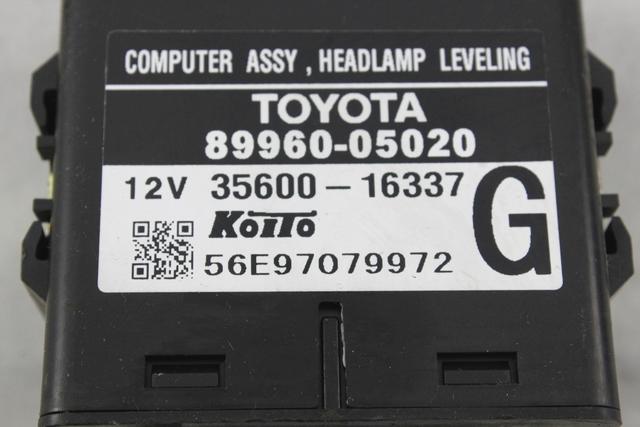 COMPUTER ASSY , HEADLAMP LEVELING
TOYOTA
89960-05020
12V 35600-16337
G
KOITO
56E97079972